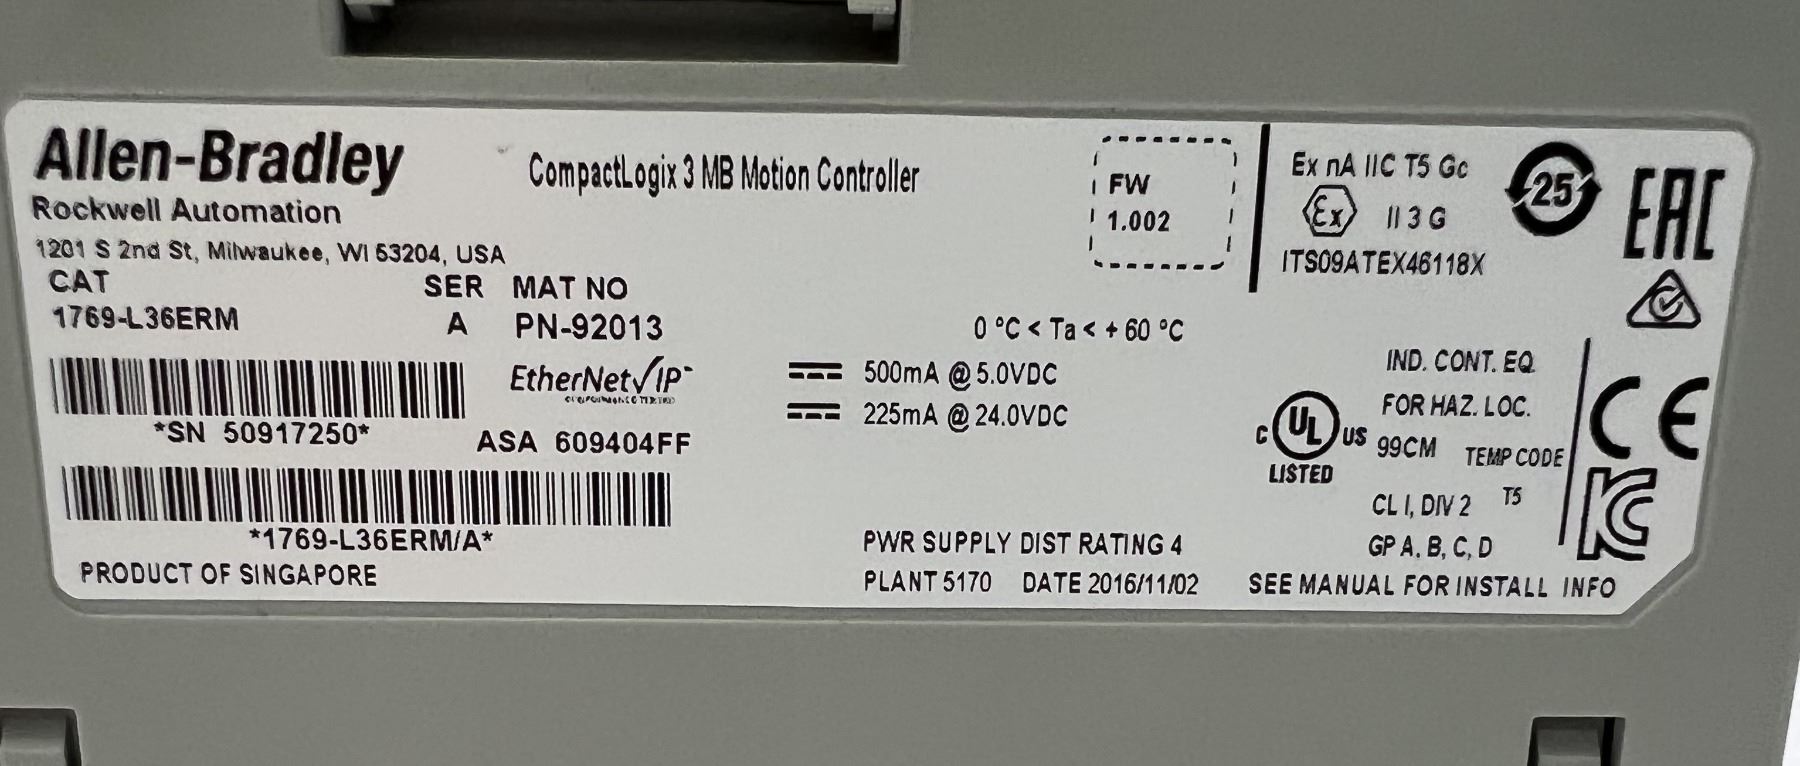 Allen-Bradley
Rockwell Automation
1201 S 2nd St, Milwaukee, WI 53204, USA
CompactLogix 3 MB Motion Controller
FW
1.002
CAT SER MAT NO
1769-L36ERM A PN-92013
*SN 50917250*
EtherNet/IP
ASA 609404FF
*1769-L36ERM/A*
PRODUCT OF SINGAPORE
0 °C < Ta < + 60 °C
500mA @ 5.0VDC
225mA @ 24.0VDC
PWR SUPPLY DIST RATING 4
PLANT 5170 DATE 2016/11/02
Ex nA IIC T5 Gc
Ex II 3 G
ITS09ATEX46118X
25
EAC
IND. CONT. EQ.
FOR HAZ. LOC.
C UL US 99CM TEMP CODE
LISTED
CL I, DIV 2 T5
GP A, B, C, D
CE
KC
SEE MANUAL FOR INSTALL INFO